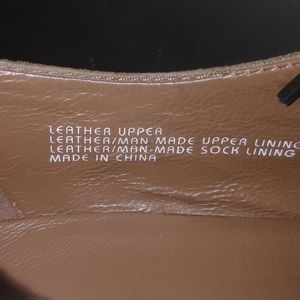 LEATHER UPPER
LEATHER/MAN MADE UPPER LINING
LEATHER/MAN-MADE SOCK LINING
MADE IN CHINA